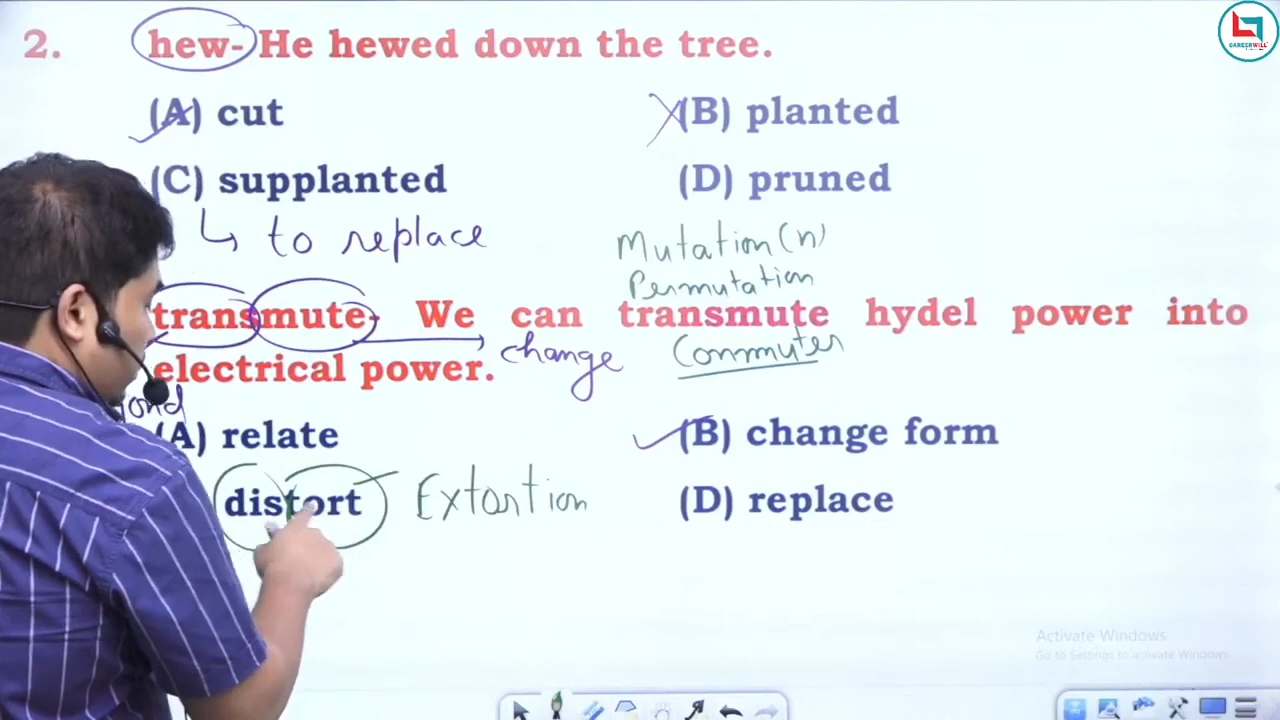 2. hew- He hewed down the tree.
(A) cut (B) planted
(C) supplanted (D) pruned
↳ to replace
Mutation (n)
Permutation
transmute- We can transmute hydel power into
change Commuter
electrical power.
(A) relate (B) change form
distort Extortion (D) replace
CAREERWILL
Activate Windows
Go to Settings to activate Windows.